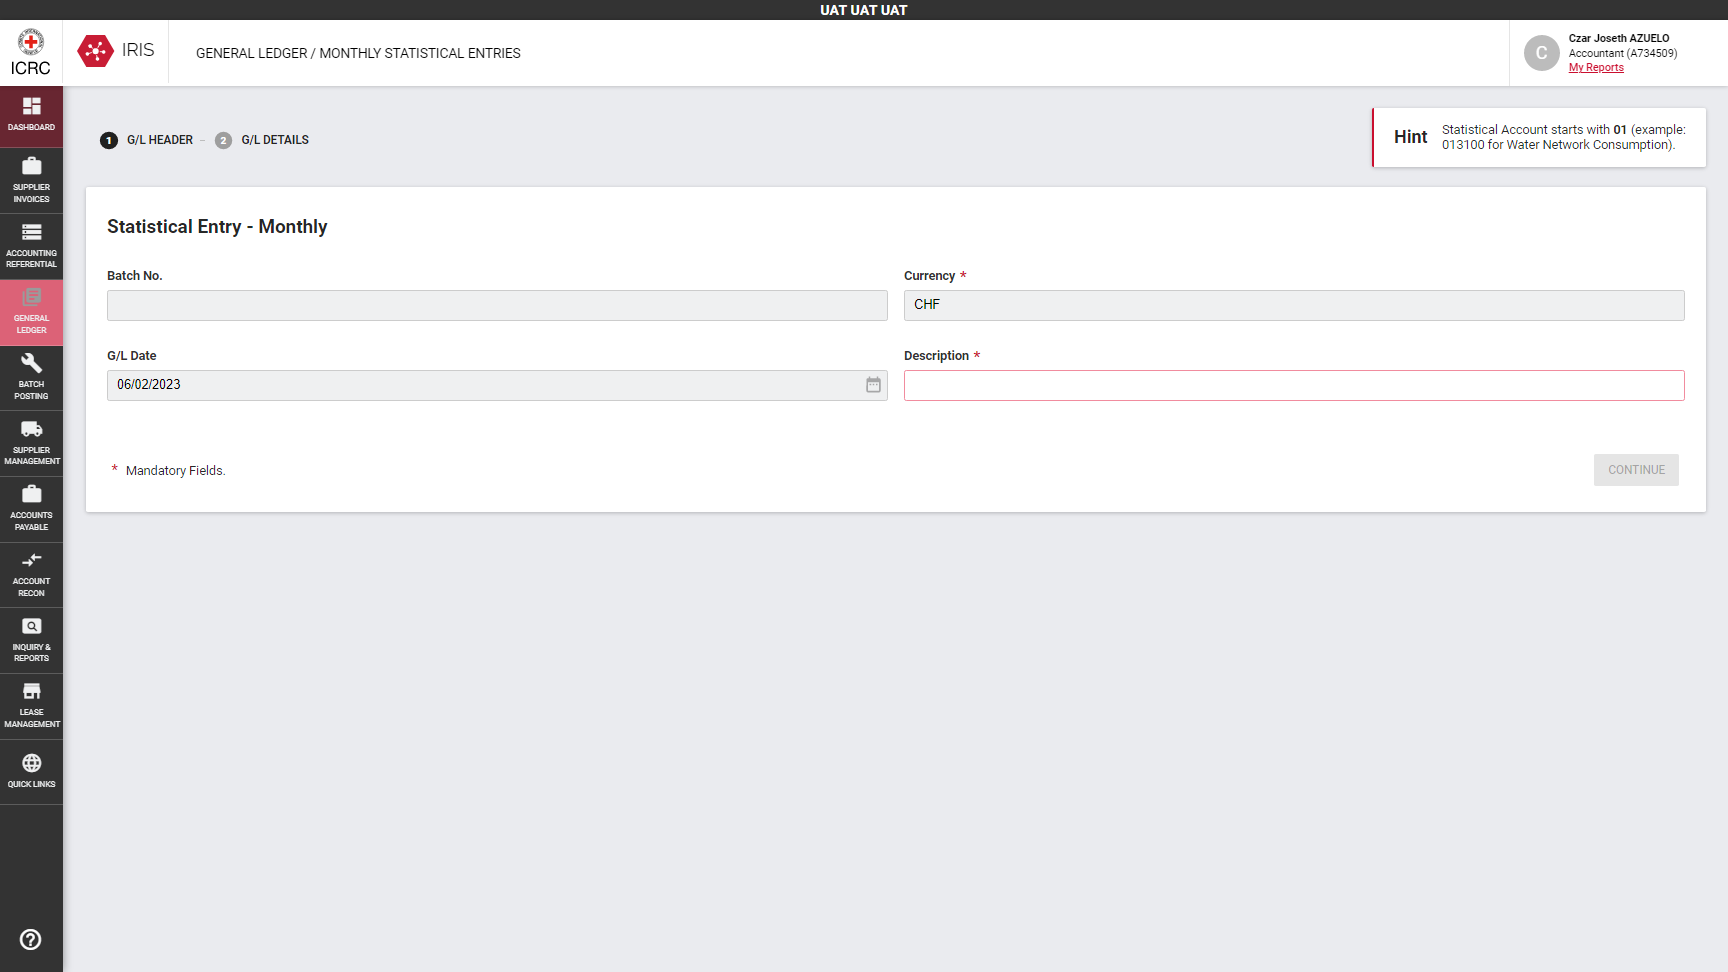 UAT UAT UAT
ICRC
IRIS
GENERAL LEDGER / MONTHLY STATISTICAL ENTRIES
C
Czar Joseth AZUELO
Accountant (A734509)
My Reports
DASHBOARD
SUPPLIER
INVOICES
ACCOUNTING
REFERENTIAL
GENERAL
LEDGER
BATCH
POSTING
SUPPLIER
MANAGEMENT
ACCOUNTS
PAYABLE
ACCOUNT
RECON
INQUIRY &
REPORTS
LEASE
MANAGEMENT
QUICK LINKS
1 G/L HEADER – 2 G/L DETAILS
Hint
Statistical Account starts with 01 (example:
013100 for Water Network Consumption).
Statistical Entry - Monthly
Batch No.
Currency *
CHF
G/L Date
06/02/2023
Description *
* Mandatory Fields.
CONTINUE